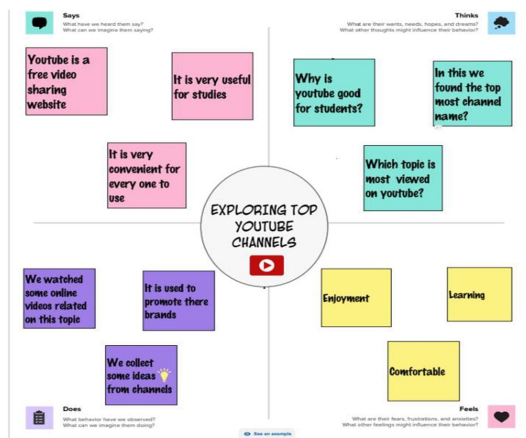 Says
What have we heard them say?
What can we imagine them saying?
Thinks
What are their wants, needs, hopes, and dreams?
What other thoughts might influence their behavior?
Youtube is a
free video
sharing
website
It is very useful
for studies
It is very
convenient for
every one to
use
Why is
youtube good
for students?
In this we
found the top
most channel
name?
Which topic is
most viewed
on youtube?
EXPLORING TOP
YOUTUBE
CHANNELS
We watched
some online
videos related
on this topic
It is used to
promote there
brands
We collect
some ideas
from channels
Enjoyment
Learning
Comfortable
Does
What behavior have we observed?
What can we imagine them doing?
Feels
What are their fears, frustrations, and anxieties?
What other feelings might influence their behavior?
See an example